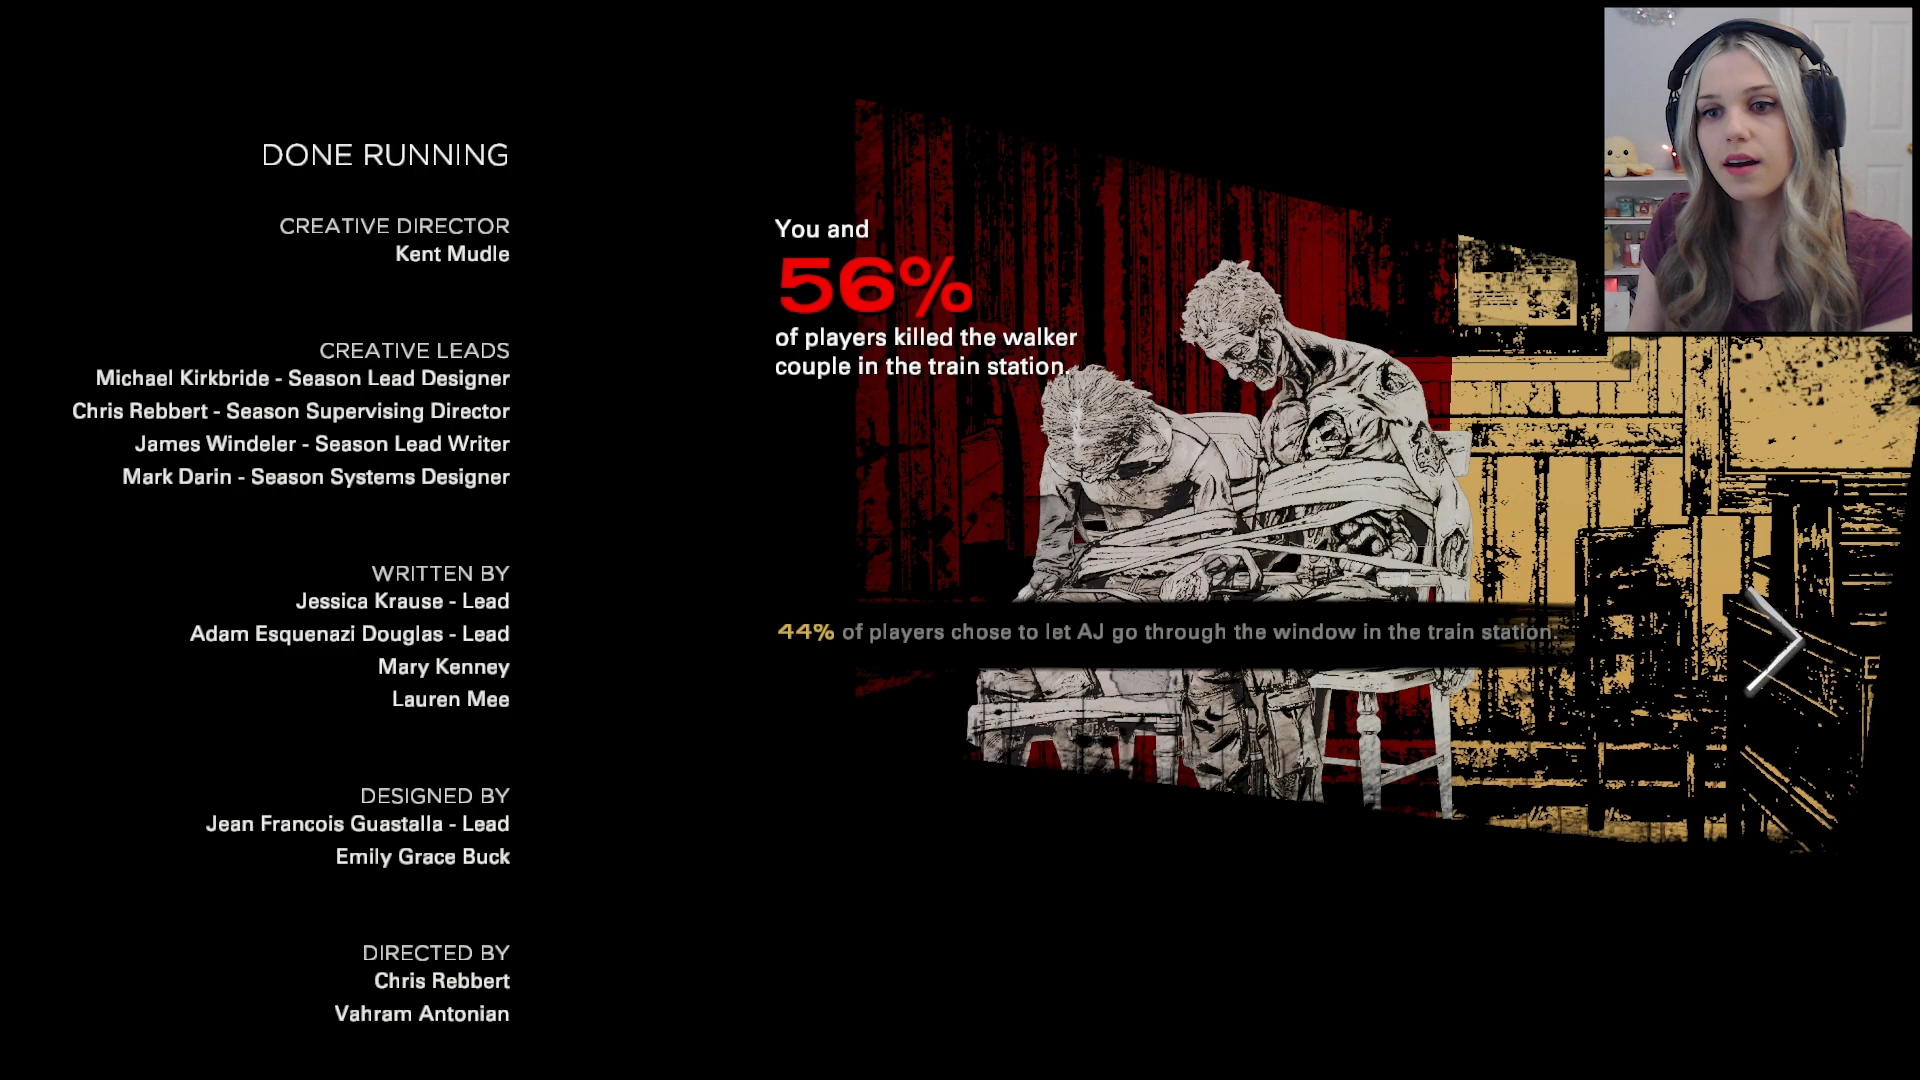 DONE RUNNING
CREATIVE DIRECTOR
Kent Mudle
CREATIVE LEADS
Michael Kirkbride - Season Lead Designer
Chris Rebbert - Season Supervising Director
James Windeler - Season Lead Writer
Mark Darin - Season Systems Designer
WRITTEN BY
Jessica Krause - Lead
Adam Esquenazi Douglas - Lead
Mary Kenney
Lauren Mee
DESIGNED BY
Jean Francois Guastalla - Lead
Emily Grace Buck
DIRECTED BY
Chris Rebbert
Vahram Antonian
You and
56%
of players killed the walker
couple in the train station.
44% of players chose to let AJ go through the window in the train station.